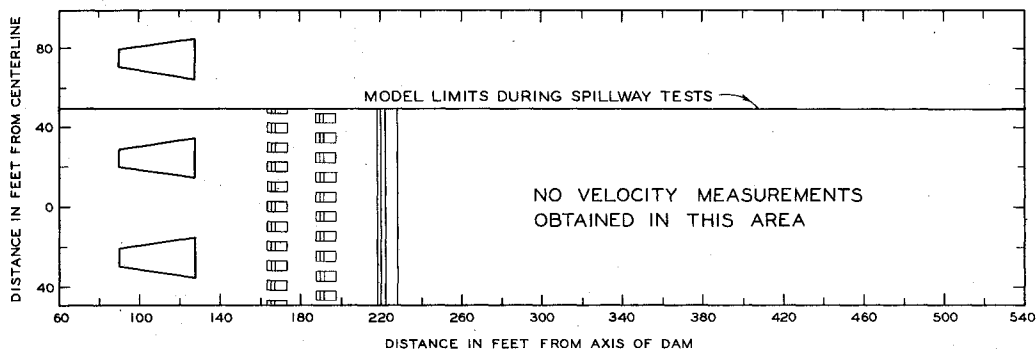 DISTANCE IN FEET FROM CENTERLINE
80
40
0
40
MODEL LIMITS DURING SPILLWAY TESTS
NO VELOCITY MEASUREMENTS
OBTAINED IN THIS AREA
60 100 140 180 220 260 300 340 380 420 460 500 540
DISTANCE IN FEET FROM AXIS OF DAM